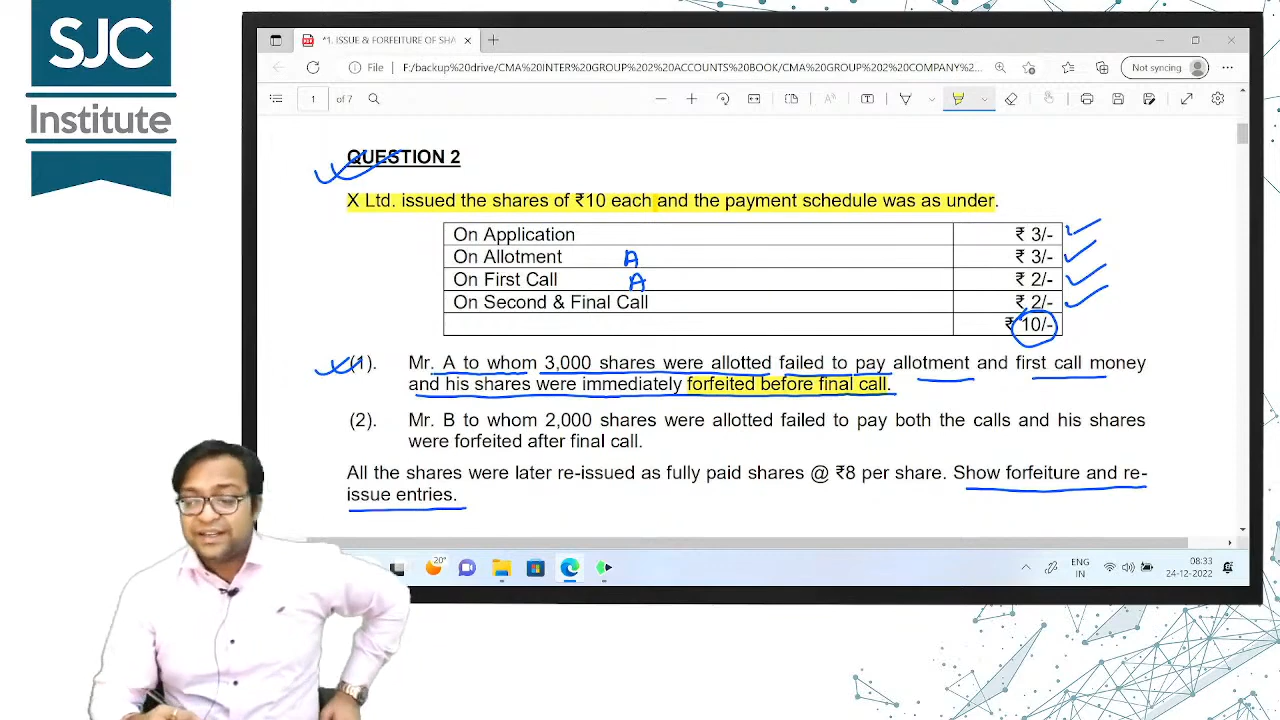 SJC
Institute
*1. ISSUE & FORFEITURE OF SHA
File F:/backup%20drive/CMA%20INTER%20GROUP%202%20ACCOUNTS%20BOOK/CMA%20GROUP%202%20COMPANY%2... Not syncing
1 of 7
QUESTION 2
X Ltd. issued the shares of ₹10 each and the payment schedule was as under.
On Application ₹ 3/-
On Allotment A ₹ 3/-
On First Call A ₹ 2/-
On Second & Final Call ₹ 2/-
₹ 10/-
(1). Mr. A to whom 3,000 shares were allotted failed to pay allotment and first call money
and his shares were immediately forfeited before final call.
(2). Mr. B to whom 2,000 shares were allotted failed to pay both the calls and his shares
were forfeited after final call.
All the shares were later re-issued as fully paid shares @ ₹8 per share. Show forfeiture and re-
issue entries.
20°
ENG
IN
08:33
24-12-2022